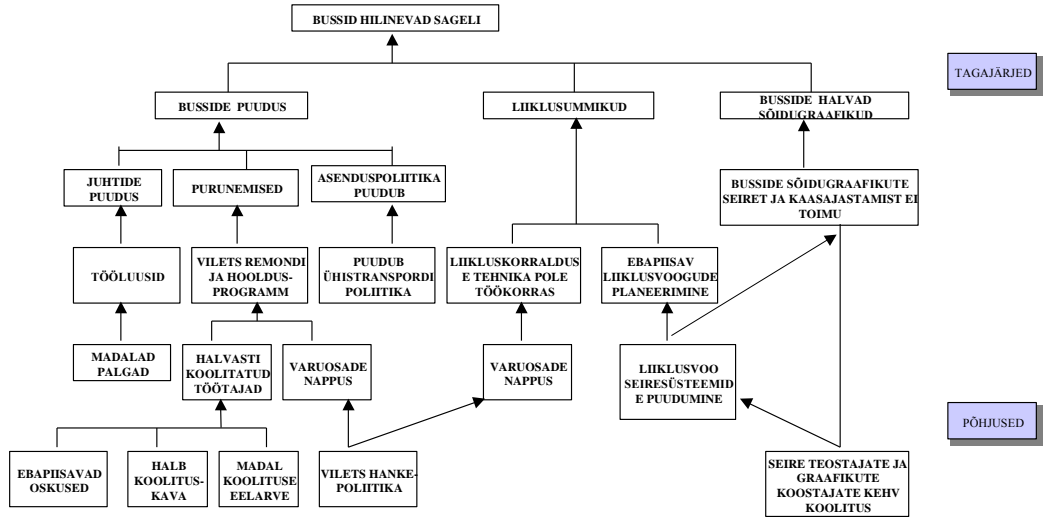 BUSSID HILINEVAD SAGELI
TAGAJÄRJED
BUSSIDE PUUDUS
LIIKLUSUMMIKUD
BUSSIDE HALVAD
SÕIDUGRAAFIKUD
JUHTIDE
PUUDUS
PURUNEMISED
ASENDUSPOLIITIKA
PUUDUB
BUSSIDE SÕIDUGRAAFIKUTE
SEIRET JA KAASAJASTAMIST EI
TOIMU
TÖÖLUUSID
VILETS REMONDI
JA HOOLDUS-
PROGRAMM
PUUDUB
ÜHISTRANSPORDI
POLIITIKA
LIIKLUSKORRALDUS
E TEHNIKA POLE
TÖÖKORRAS
EBAPIISAV
LIIKLUSVOOGUDE
PLANEERIMINE
MADALAD
PALGAD
HALVASTI
KOOLITATUD
TÖÖTAJAD
VARUOSADE
NAPPUS
VARUOSADE
NAPPUS
LIIKLUSVOO
SEIRESÜSTEEMID
E PUUDUMINE
PÕHJUSED
EBAPIISAVAD
OSKUSED
HALB
KOOLITUS-
KAVA
MADAL
KOOLITUSE
EELARVE
VILETS HANKE-
POLIITIKA
SEIRE TEOSTAJATE JA
GRAAFIKUTE
KOOSTAJATE KEHV
KOOLITUS